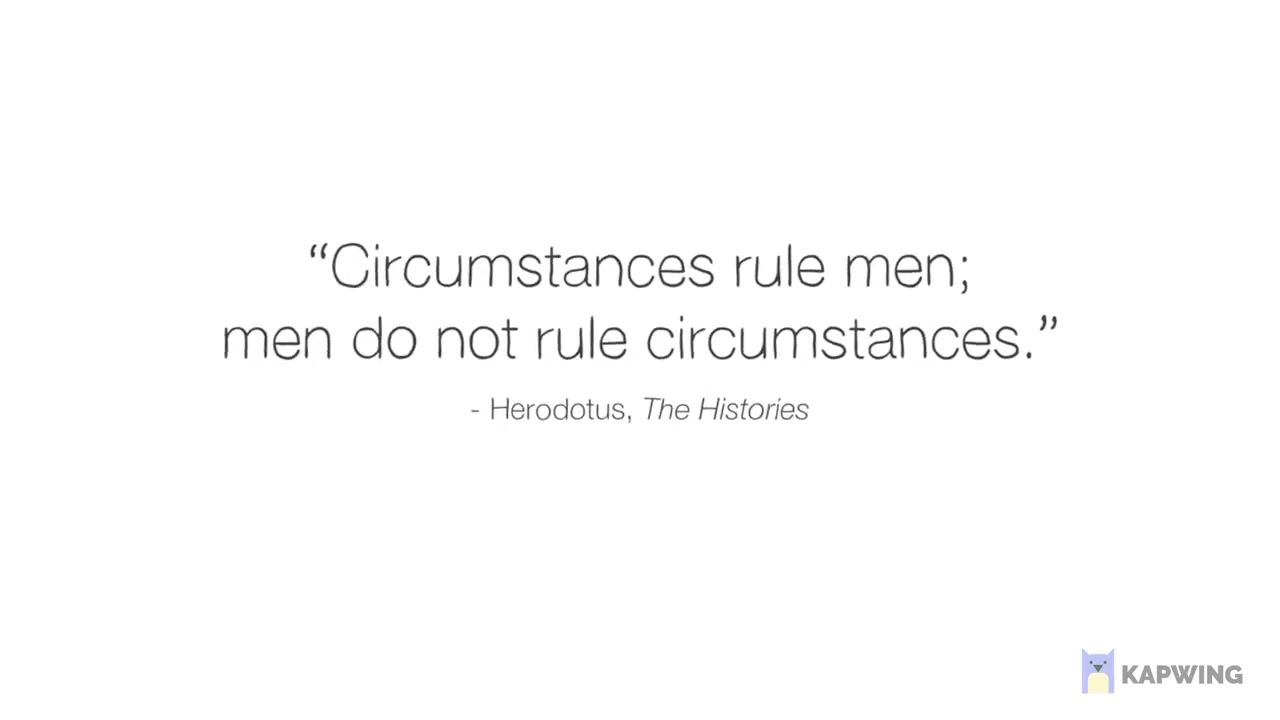 “Circumstances rule men;
men do not rule circumstances.”
- Herodotus, The Histories
KAPWING